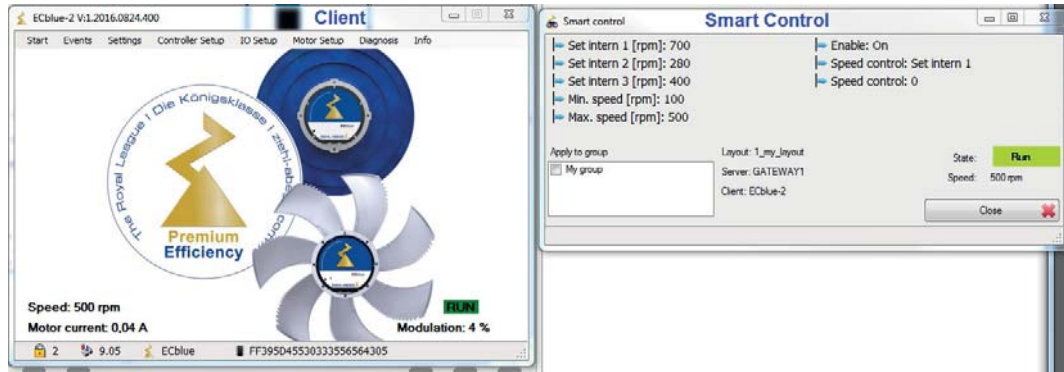 ECblue-2 V:1.2016.0824.400
Client
Start Events Settings Controller Setup IO Setup Motor Setup Diagnosis Info
The Royal League I Die Königsklasse I ziehl-abe
com
Premium
Efficiency
Speed: 500 rpm
RUN
Motor current: 0,04 A
Modulation: 4 %
2 9.05 ECblue FF395D45530333556564305
Smart control
Smart Control
Set intern 1 [rpm]: 700
Set intern 2 [rpm]: 280
Set intern 3 [rpm]: 400
Min. speed [rpm]: 100
Max. speed [rpm]: 500
Enable: On
Speed control: Set intern 1
Speed control: 0
Apply to group
My group
Layout: 1_my_layout
Server: GATEWAY1
Client: ECblue-2
State: Run
Speed: 500 rpm
Close